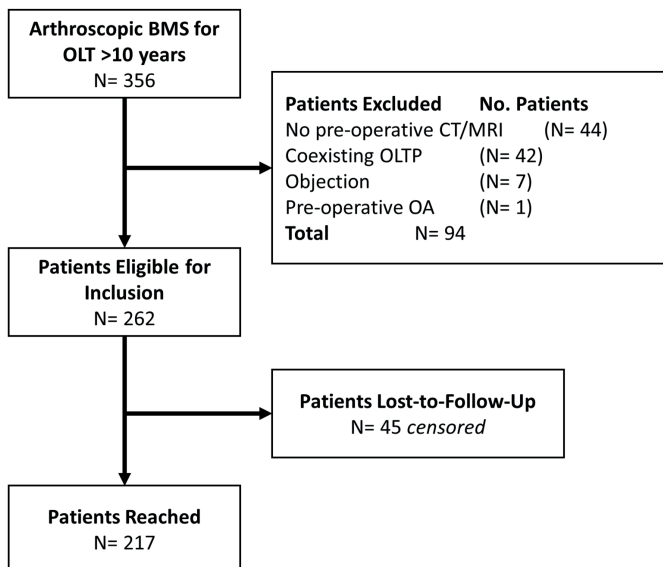 Arthroscopic BMS for
OLT >10 years
N= 356
Patients Excluded No. Patients
No pre-operative CT/MRI (N= 44)
Coexisting OLTP (N= 42)
Objection (N= 7)
Pre-operative OA (N= 1)
Total N= 94
Patients Eligible for
Inclusion
N= 262
Patients Lost-to-Follow-Up
N= 45 censored
Patients Reached
N= 217